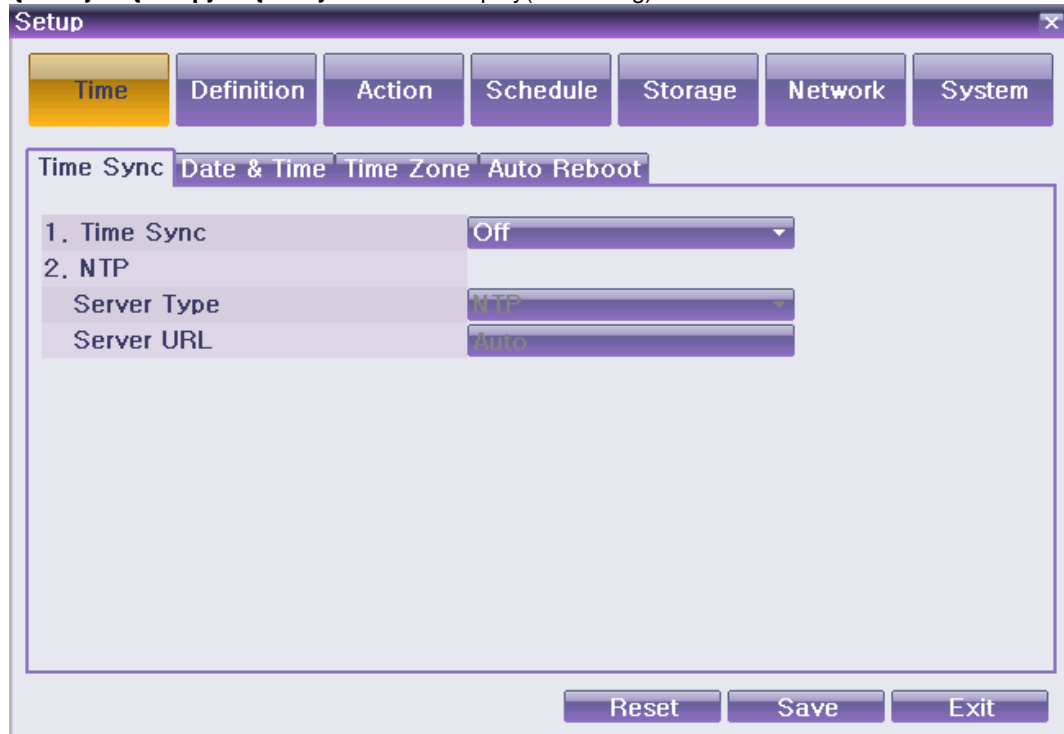 Setup
Time Definition Action Schedule Storage Network System
Time Sync Date & Time Time Zone Auto Reboot
1. Time Sync Off
2. NTP
Server Type NTP
Server URL Auto
Reset Save Exit